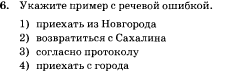 6. Укажите пример с речевой ошибкой.
1) приехать из Новгорода
2) возвратиться с Сахалина
3) согласно протоколу
4) приехать с города